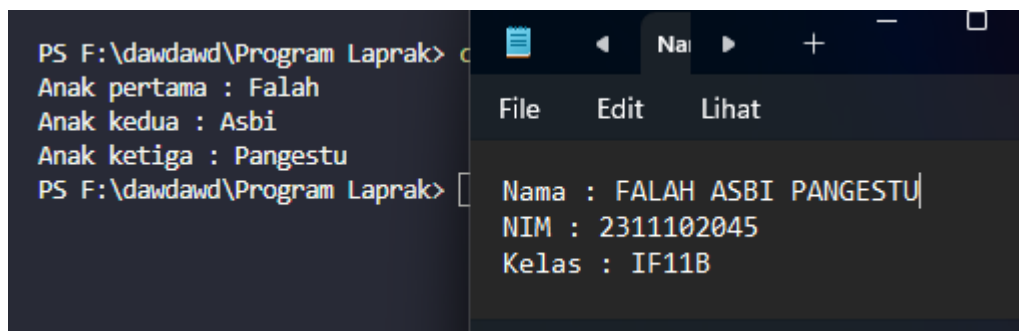 PS F:\dawdawd\Program Laprak> c
Anak pertama : Falah
Anak kedua : Asbi
Anak ketiga : Pangestu
PS F:\dawdawd\Program Laprak>
Nai
File Edit Lihat
Nama : FALAH ASBI PANGESTU
NIM : 2311102045
Kelas : IF11B